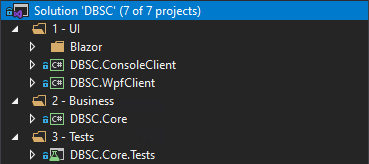 Solution 'DBSC' (7 of 7 projects)
1 - UI
Blazor
C# DBSC.ConsoleClient
C# DBSC.WpfClient
2 - Business
C# DBSC.Core
3 - Tests
DBSC.Core.Tests